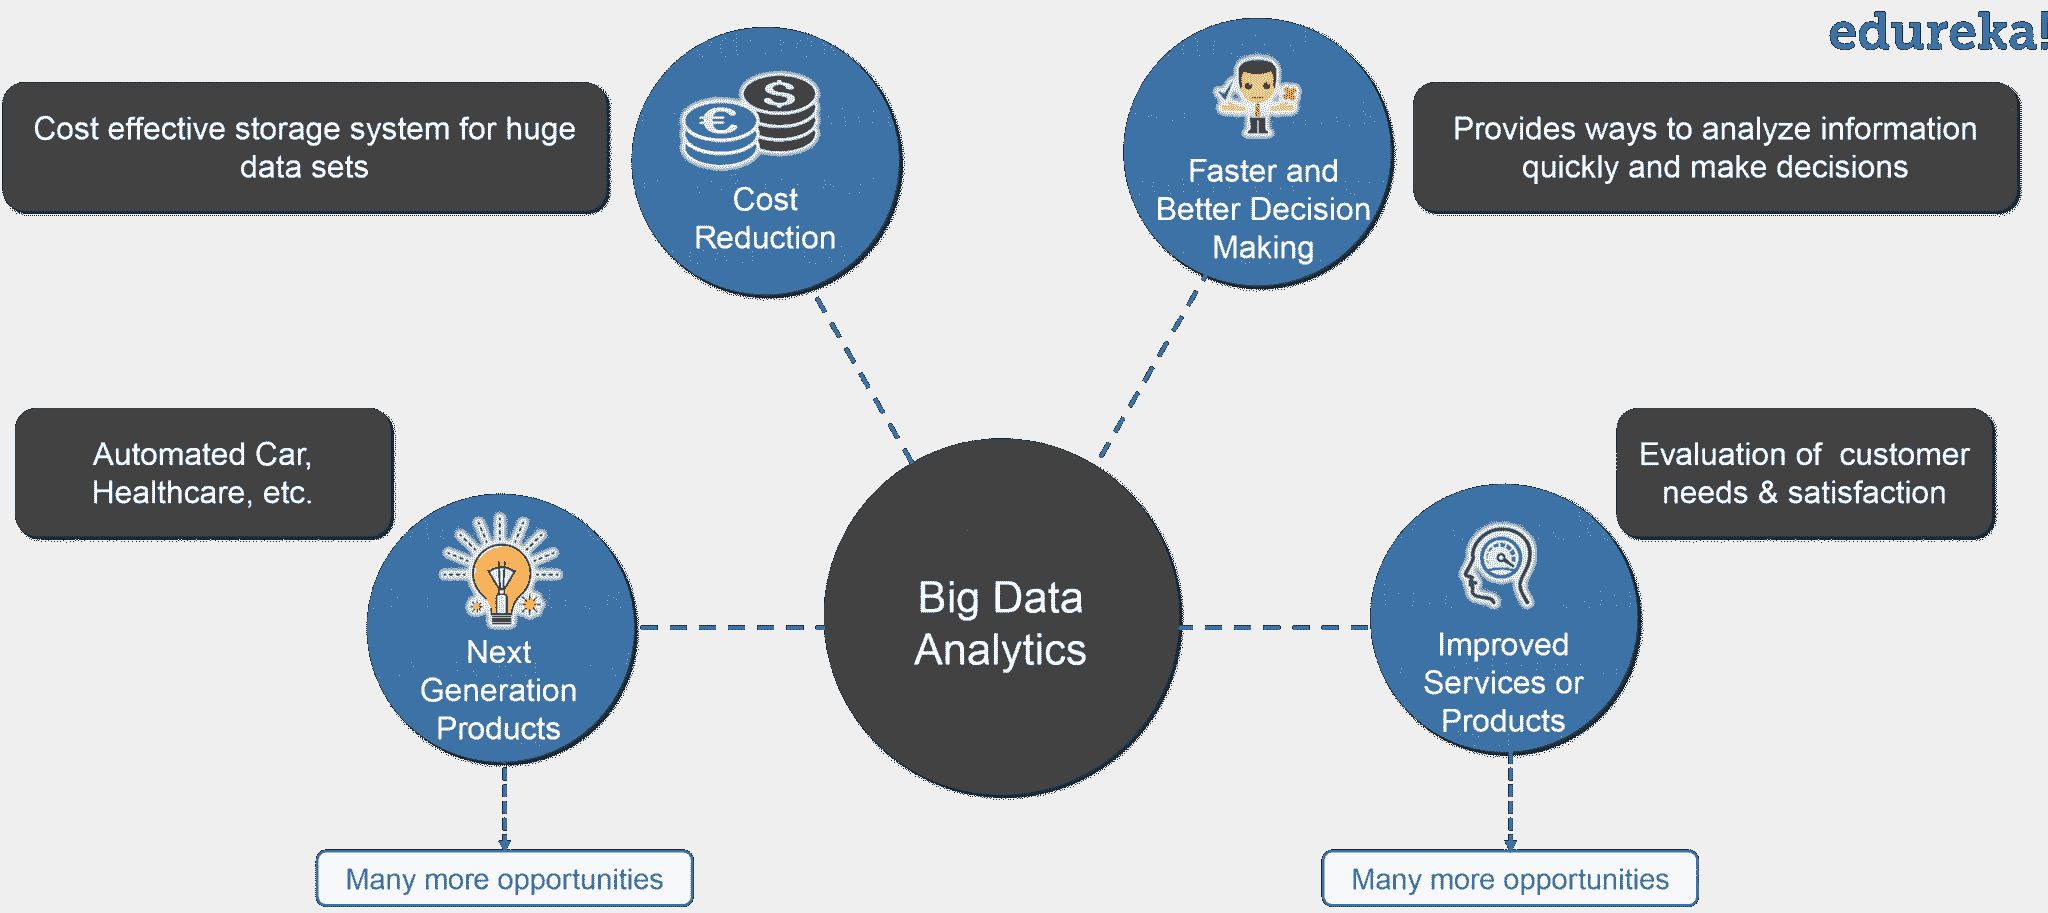 edureka!
Cost effective storage system for huge
data sets
€
$
Cost
Reduction
Faster and
Better Decision
Making
Provides ways to analyze information
quickly and make decisions
Automated Car,
Healthcare, etc.
Next
Generation
Products
Big Data
Analytics
Evaluation of  customer
needs & satisfaction
Improved
Services or
Products
Many more opportunities
Many more opportunities